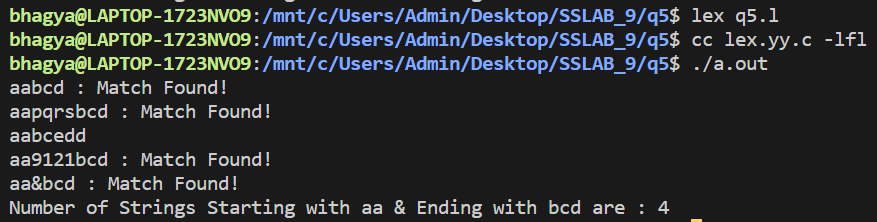 bhagya@LAPTOP-1723NVO9:/mnt/c/Users/Admin/Desktop/SSLAB_9/q5$ lex q5.l
bhagya@LAPTOP-1723NVO9:/mnt/c/Users/Admin/Desktop/SSLAB_9/q5$ cc lex.yy.c -lfl
bhagya@LAPTOP-1723NVO9:/mnt/c/Users/Admin/Desktop/SSLAB_9/q5$ ./a.out
aabcd : Match Found!
aapqrsbcd : Match Found!
aabcedd
aa9121bcd : Match Found!
aa&bcd : Match Found!
Number of Strings Starting with aa & Ending with bcd are : 4